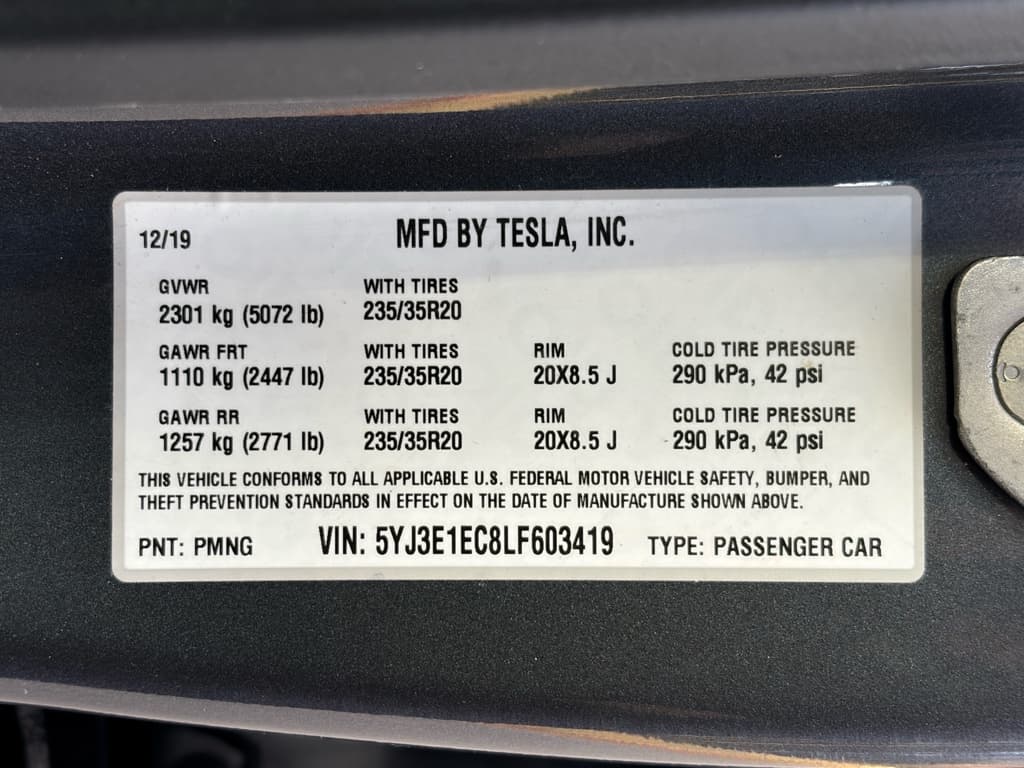 12/19 MFD BY TESLA, INC.
GVWR WITH TIRES
2301 kg (5072 lb) 235/35R20
GAWR FRT WITH TIRES RIM COLD TIRE PRESSURE
1110 kg (2447 lb) 235/35R20 20X8.5 J 290 kPa, 42 psi
GAWR RR WITH TIRES RIM COLD TIRE PRESSURE
1257 kg (2771 lb) 235/35R20 20X8.5 J 290 kPa, 42 psi
THIS VEHICLE CONFORMS TO ALL APPLICABLE U.S. FEDERAL MOTOR VEHICLE SAFETY, BUMPER, AND
THEFT PREVENTION STANDARDS IN EFFECT ON THE DATE OF MANUFACTURE SHOWN ABOVE.
PNT: PMNG VIN: 5YJ3E1EC8LF603419 TYPE: PASSENGER CAR